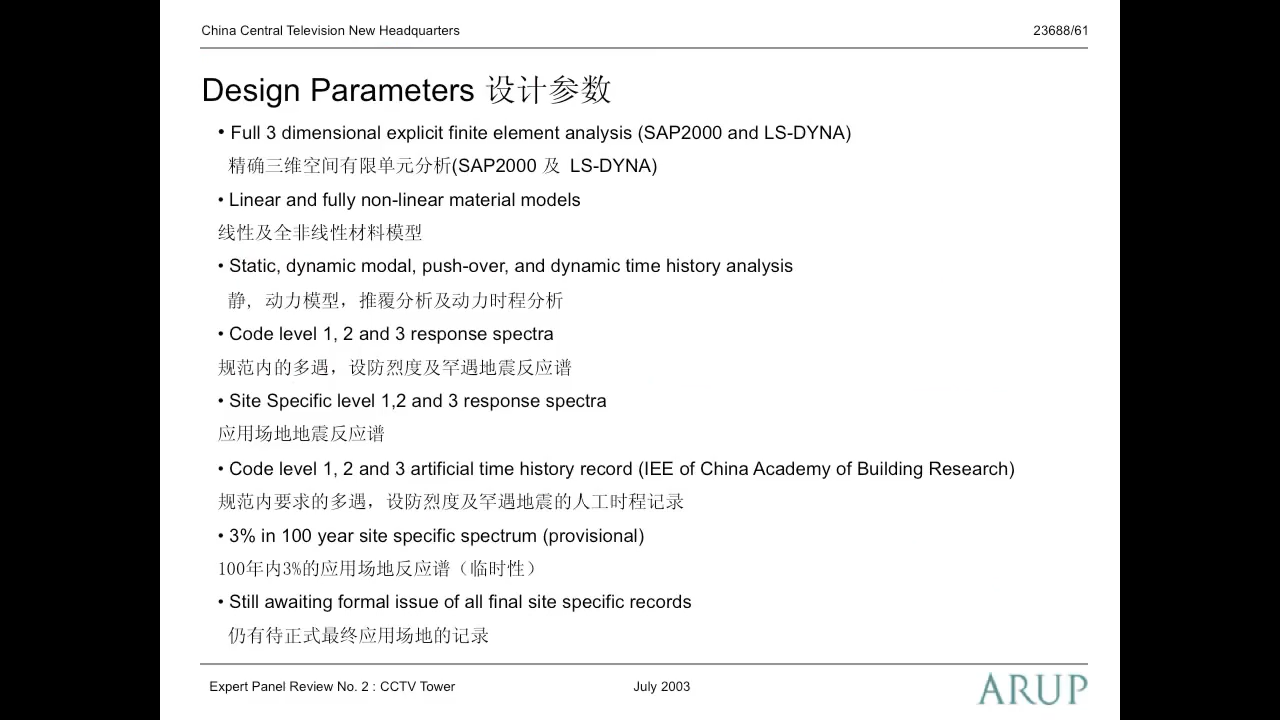 China Central Television New Headquarters
23688/61
Design Parameters 设计参数
• Full 3 dimensional explicit finite element analysis (SAP2000 and LS-DYNA)
精确三维空间有限单元分析(SAP2000 及 LS-DYNA)
• Linear and fully non-linear material models
线性及全非线性材料模型
• Static, dynamic modal, push-over, and dynamic time history analysis
静, 动力模型，推覆分析及动力时程分析
• Code level 1, 2 and 3 response spectra
规范内的多遇，设防烈度及罕遇地震反应谱
• Site Specific level 1,2 and 3 response spectra
应用场地地震反应谱
• Code level 1, 2 and 3 artificial time history record (IEE of China Academy of Building Research)
规范内要求的多遇，设防烈度及罕遇地震的人工时程记录
• 3% in 100 year site specific spectrum (provisional)
100年内3%的应用场地反应谱（临时性）
• Still awaiting formal issue of all final site specific records
仍有待正式最终应用场地的记录
Expert Panel Review No. 2 : CCTV Tower
July 2003
ARUP